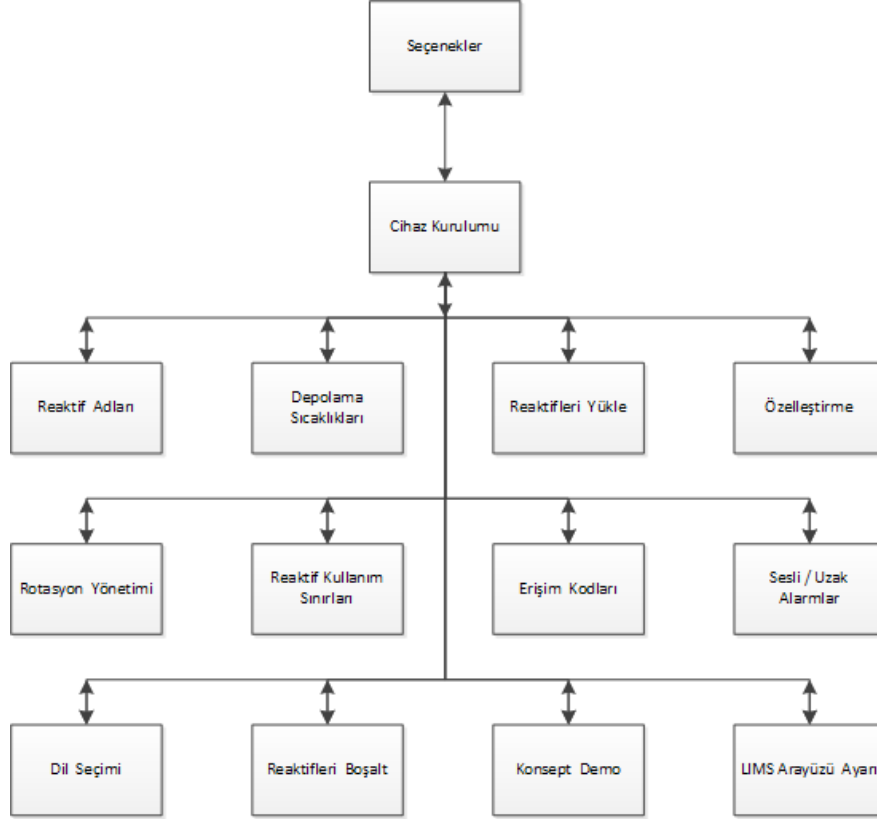 Seçenekler
Cihaz Kurulumu
Reaktif Adları
Depolama
Sıcaklıkları
Reaktifleri Yükle
Özelleştirme
Rotasyon Yönetimi
Reaktif Kullanım
Sınırları
Erişim Kodları
Sesli / Uzak
Alarmlar
Dil Seçimi
Reaktifleri Boşalt
Konsept Demo
LIMS Arayüzü Ayarı